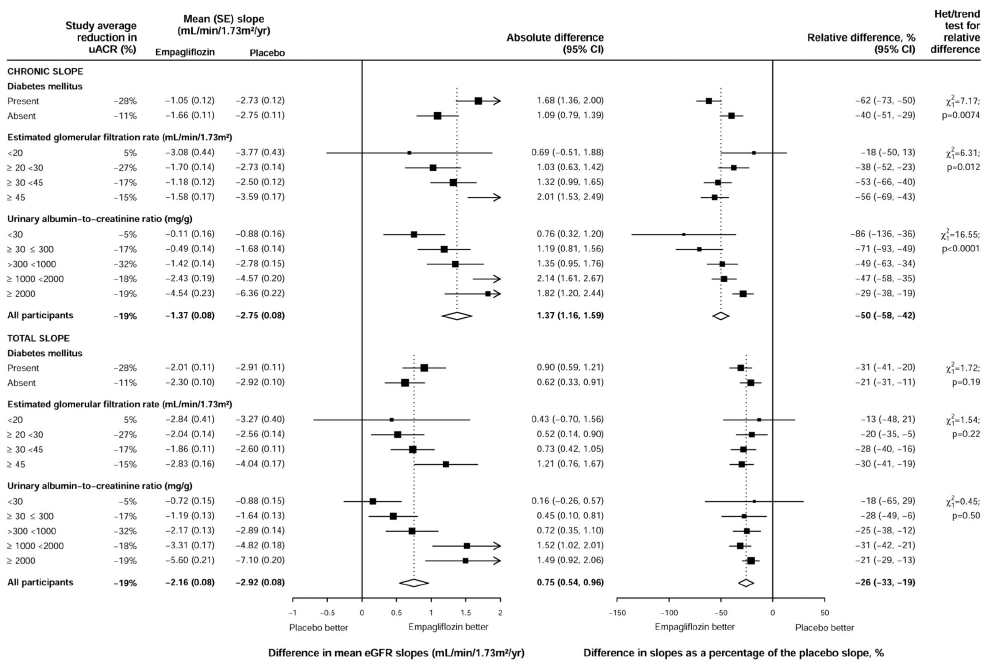 Study average reduction in uACR (%) Mean (SE) slope (mL/min/1.73m²/yr) Absolute difference (95% CI) Relative difference, % (95% CI) Het/trend test for relative difference
Empagliflozin Placebo
CHRONIC SLOPE
Diabetes mellitus
Present −28% −1.05 (0.12) −2.73 (0.12) 1.68 (1.36, 2.00) −62 (−73, −50) χ²₁=7.17;
Absent −11% −1.66 (0.11) −2.75 (0.11) 1.09 (0.79, 1.39) −40 (−51, −29) p=0.0074
Estimated glomerular filtration rate (mL/min/1.73m²)
<20 5% −3.08 (0.44) −3.77 (0.43) 0.69 (−0.51, 1.88) −18 (−50, 13) χ²₁=6.31;
≥ 20 <30 −27% −1.70 (0.14) −2.73 (0.14) 1.03 (0.63, 1.42) −38 (−52, −23) p=0.012
≥ 30 <45 −17% −1.18 (0.12) −2.50 (0.12) 1.32 (0.99, 1.65) −53 (−66, −40)
≥ 45 −15% −1.58 (0.17) −3.59 (0.17) 2.01 (1.53, 2.49) −56 (−69, −43)
Urinary albumin−to−creatinine ratio (mg/g)
<30 −5% −0.11 (0.16) −0.88 (0.16) 0.76 (0.32, 1.20) −86 (−136, −36) χ²₁=16.55;
≥ 30 ≤ 300 −17% −0.49 (0.14) −1.68 (0.14) 1.19 (0.81, 1.56) −71 (−93, −49) p<0.0001
>300 <1000 −32% −1.42 (0.14) −2.78 (0.15) 1.35 (0.95, 1.76) −49 (−63, −34)
≥ 1000 <2000 −18% −2.43 (0.19) −4.57 (0.20) 2.14 (1.61, 2.67) −47 (−58, −35)
≥ 2000 −19% −4.54 (0.23) −6.36 (0.22) 1.82 (1.20, 2.44) −29 (−38, −19)
All participants −19% −1.37 (0.08) −2.75 (0.08) 1.37 (1.16, 1.59) −50 (−58, −42)
TOTAL SLOPE
Diabetes mellitus
Present −28% −2.01 (0.11) −2.91 (0.11) 0.90 (0.59, 1.21) −31 (−41, −20) χ²₁=1.72;
Absent −11% −2.30 (0.10) −2.92 (0.10) 0.62 (0.33, 0.91) −21 (−31, −11) p=0.19
Estimated glomerular filtration rate (mL/min/1.73m²)
<20 5% −2.84 (0.41) −3.27 (0.40) 0.43 (−0.70, 1.56) −13 (−48, 21) χ²₁=1.54;
≥ 20 <30 −27% −2.04 (0.14) −2.56 (0.14) 0.52 (0.14, 0.90) −20 (−35, −5) p=0.22
≥ 30 <45 −17% −1.86 (0.11) −2.60 (0.11) 0.73 (0.42, 1.05) −28 (−40, −16)
≥ 45 −15% −2.83 (0.16) −4.04 (0.17) 1.21 (0.76, 1.67) −30 (−41, −19)
Urinary albumin−to−creatinine ratio (mg/g)
<30 −5% −0.72 (0.15) −0.88 (0.15) 0.16 (−0.26, 0.57) −18 (−65, 29) χ²₁=0.45;
≥ 30 ≤ 300 −17% −1.19 (0.13) −1.64 (0.13) 0.45 (0.10, 0.81) −28 (−49, −6) p=0.50
>300 <1000 −32% −2.17 (0.13) −2.89 (0.14) 0.72 (0.35, 1.10) −25 (−38, −12)
≥ 1000 <2000 −18% −3.31 (0.17) −4.82 (0.18) 1.52 (1.02, 2.01) −31 (−42, −21)
≥ 2000 −19% −5.60 (0.21) −7.10 (0.20) 1.49 (0.92, 2.06) −21 (−29, −13)
All participants −19% −2.16 (0.08) −2.92 (0.08) 0.75 (0.54, 0.96) −26 (−33, −19)
−1 −0.5 0 0.5 1 1.5 2 −150 −100 −50 0 50
Placebo better Empagliflozin better Empagliflozin better Placebo better
Difference in mean eGFR slopes (mL/min/1.73m²/yr) Difference in slopes as a percentage of the placebo slope, %